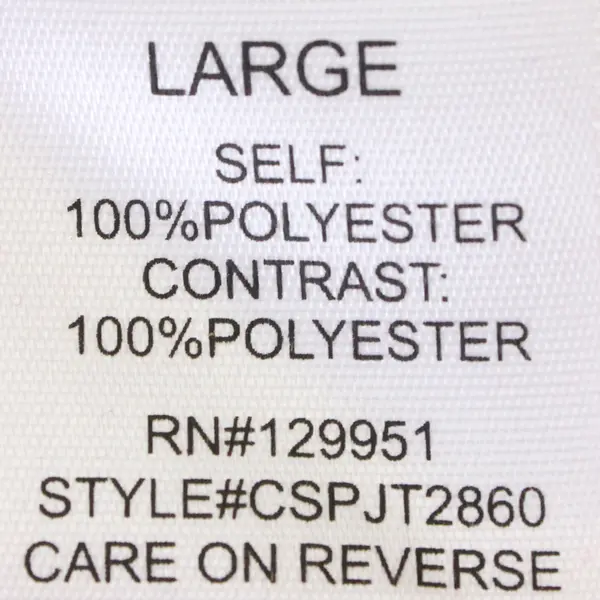 LARGE
SELF:
100%POLYESTER
CONTRAST:
100%POLYESTER
RN#129951
STYLE#CSPJT2860
CARE ON REVERSE